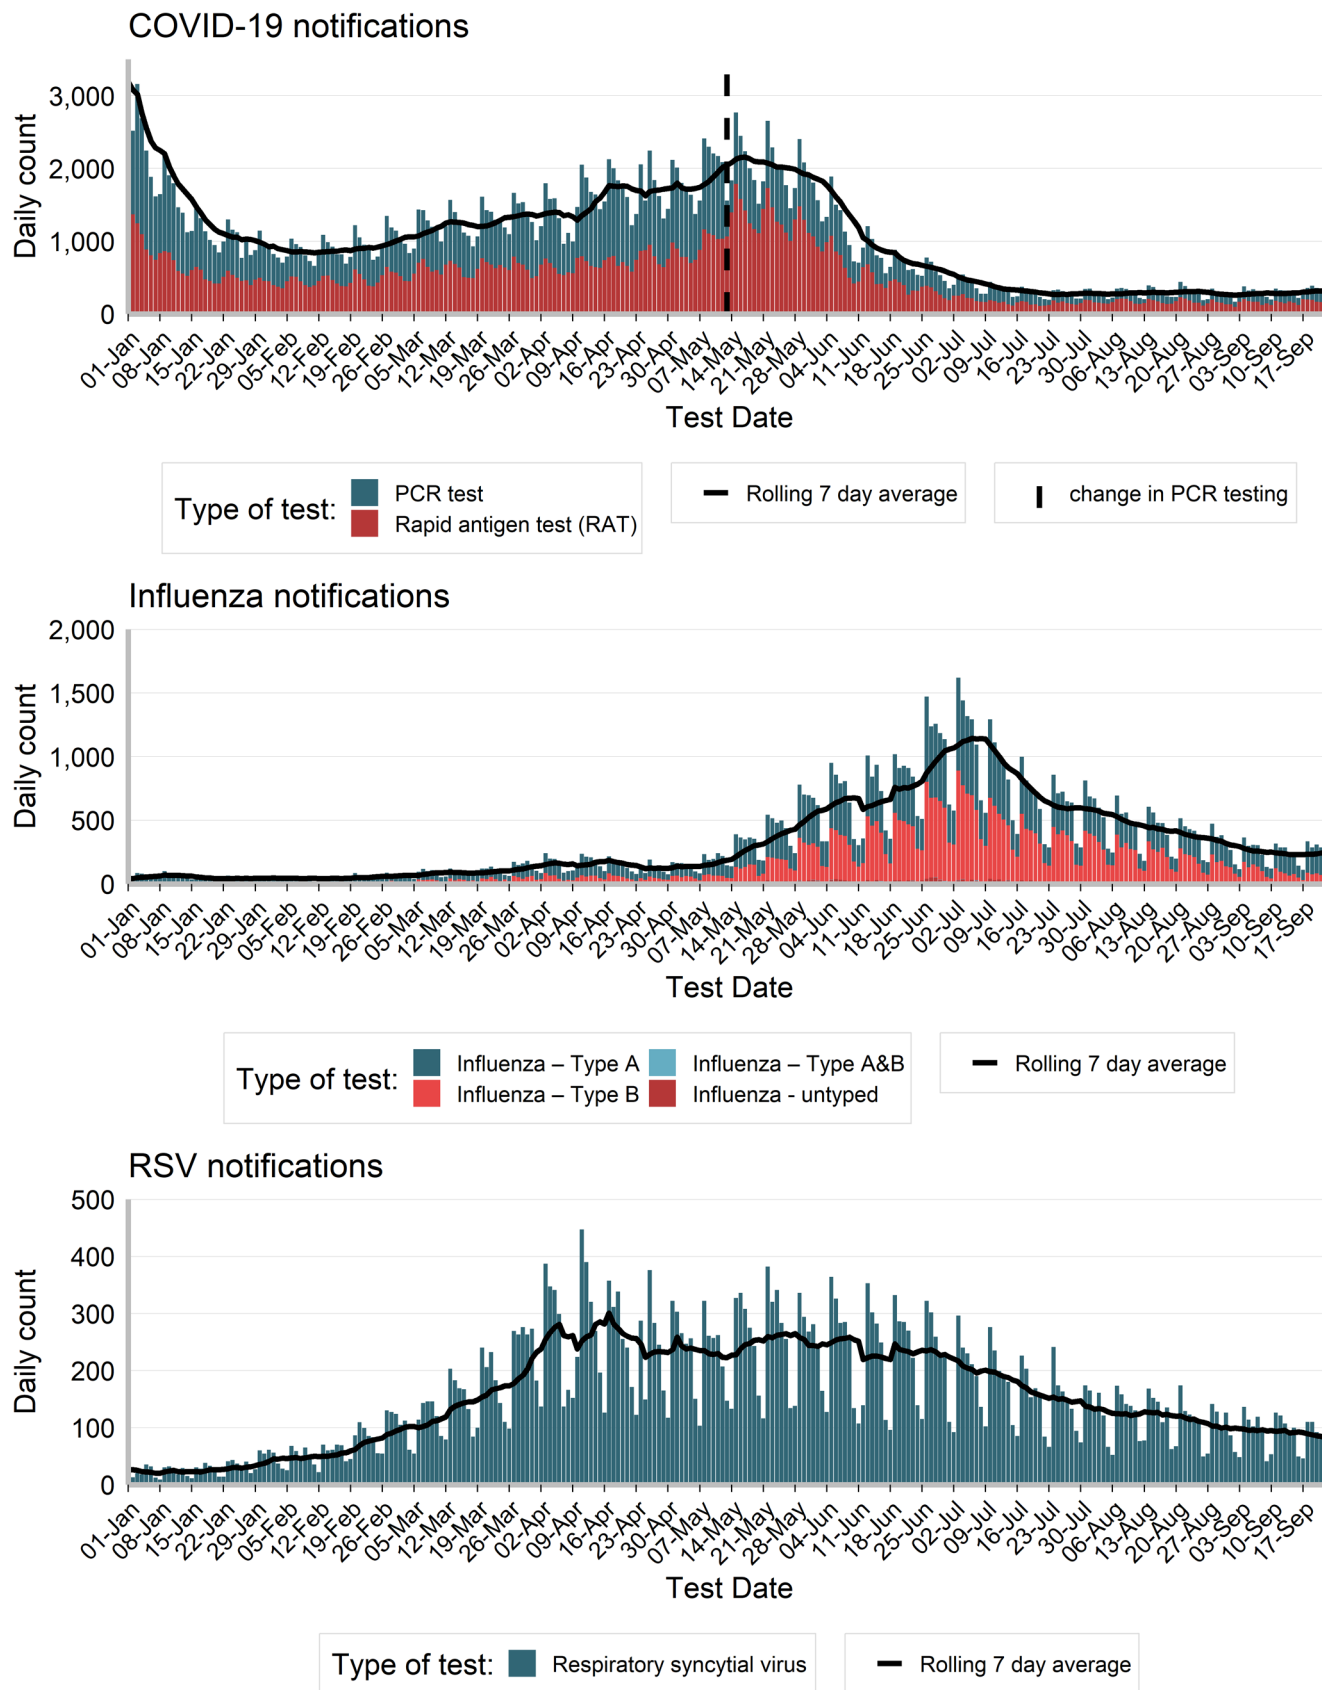 COVID-19 notifications
3,000
2,000
1,000
0
Daily count
01-Jan 08-Jan 15-Jan 22-Jan 29-Jan 05-Feb 12-Feb 19-Feb 26-Feb 05-Mar 12-Mar 19-Mar 26-Mar 02-Apr 09-Apr 16-Apr 23-Apr 30-Apr 07-May 14-May 21-May 28-May 04-Jun 11-Jun 18-Jun 25-Jun 02-Jul 09-Jul 16-Jul 23-Jul 30-Jul 06-Aug 13-Aug 20-Aug 27-Aug 03-Sep 10-Sep 17-Sep
Test Date
Type of test:
PCR test
Rapid antigen test (RAT)
Rolling 7 day average
change in PCR testing
Influenza notifications
2,000
1,500
1,000
500
0
Daily count
01-Jan 08-Jan 15-Jan 22-Jan 29-Jan 05-Feb 12-Feb 19-Feb 26-Feb 05-Mar 12-Mar 19-Mar 26-Mar 02-Apr 09-Apr 16-Apr 23-Apr 30-Apr 07-May 14-May 21-May 28-May 04-Jun 11-Jun 18-Jun 25-Jun 02-Jul 09-Jul 16-Jul 23-Jul 30-Jul 06-Aug 13-Aug 20-Aug 27-Aug 03-Sep 10-Sep 17-Sep
Test Date
Type of test:
Influenza – Type A Influenza – Type A&B
Influenza – Type B Influenza - untyped
Rolling 7 day average
RSV notifications
500
400
300
200
100
0
Daily count
01-Jan 08-Jan 15-Jan 22-Jan 29-Jan 05-Feb 12-Feb 19-Feb 26-Feb 05-Mar 12-Mar 19-Mar 26-Mar 02-Apr 09-Apr 16-Apr 23-Apr 30-Apr 07-May 14-May 21-May 28-May 04-Jun 11-Jun 18-Jun 25-Jun 02-Jul 09-Jul 16-Jul 23-Jul 30-Jul 06-Aug 13-Aug 20-Aug 27-Aug 03-Sep 10-Sep 17-Sep
Test Date
Type of test: Respiratory syncytial virus
Rolling 7 day average